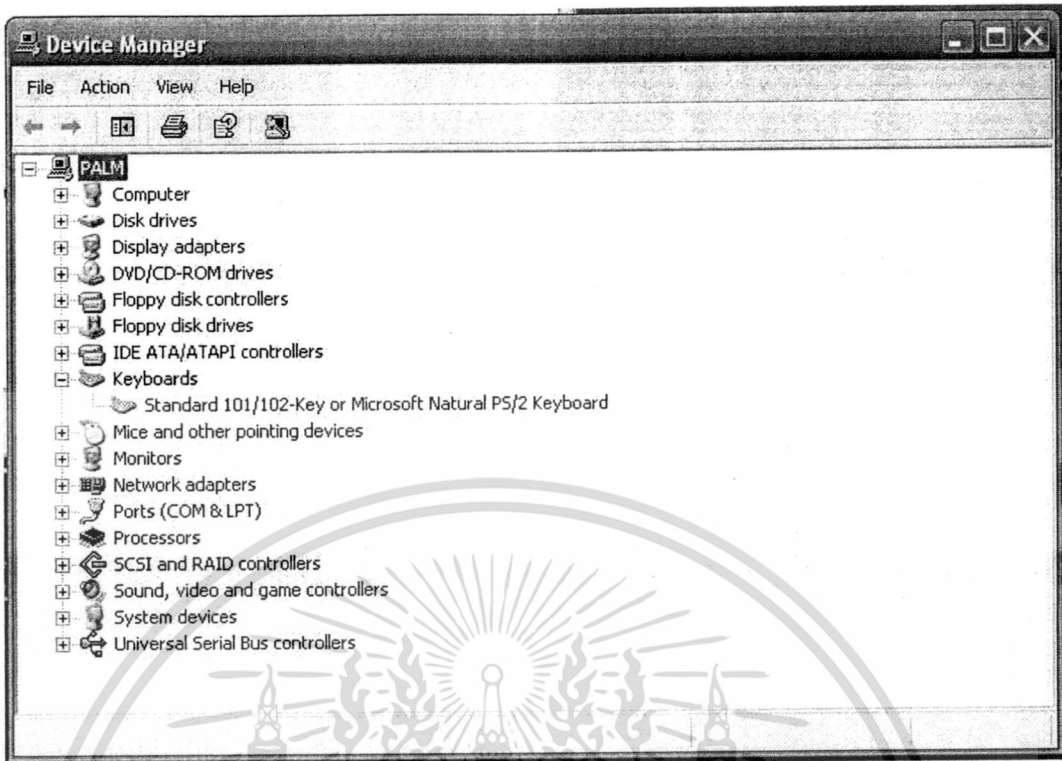 Device Manager
File Action View Help
PALM
Computer
Disk drives
Display adapters
DVD/CD-ROM drives
Floppy disk controllers
Floppy disk drives
IDE ATA/ATAPI controllers
Keyboards
Standard 101/102-Key or Microsoft Natural PS/2 Keyboard
Mice and other pointing devices
Monitors
Network adapters
Ports (COM & LPT)
Processors
SCSI and RAID controllers
Sound, video and game controllers
System devices
Universal Serial Bus controllers